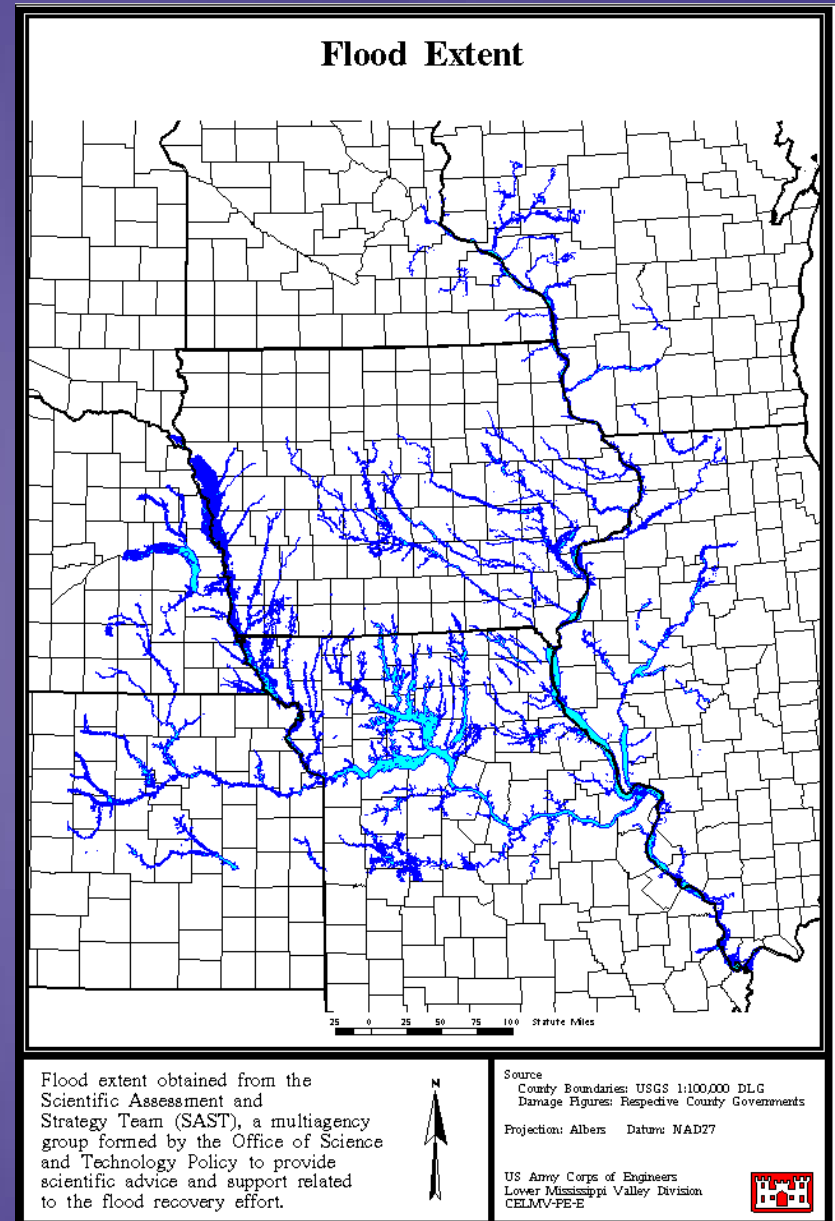 Flood Extent
25 0 25 50 75 100 Statute Miles
Flood extent obtained from the
Scientific Assessment and
Strategy Team (SAST), a multiagency
group formed by the Office of Science
and Technology Policy to provide
scientific advice and support related
to the flood recovery effort.
N
Source
County Boundaries: USGS 1:100,000 DLG
Damage Figures: Respective County Governments
Projection: Albers Datum: NAD27
US Army Corps of Engineers
Lower Mississippi Valley Division
CELMV-PE-E